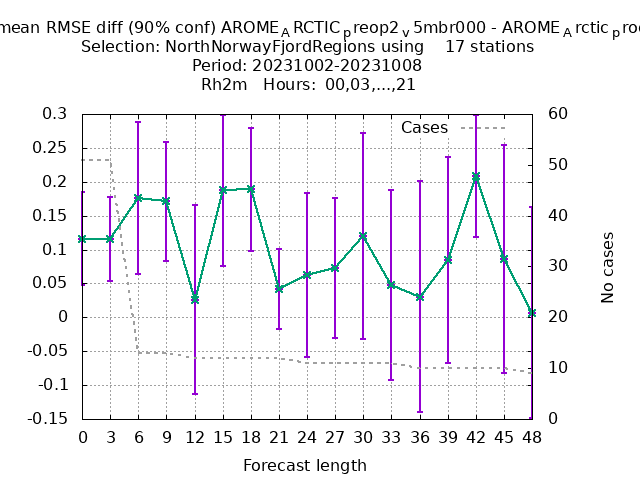 mean RMSE diff (90% conf) AROME_ARCTIC_preop2_v5mbr000 - AROME_Arctic_pro
Selection: NorthNorwayFjordRegions using 17 stations
Period: 20231002-20231008
Rh2m Hours: 00,03,...,21
Cases
0.3
0.25
0.2
0.15
0.1
0.05
0
-0.05
-0.1
-0.15
60
50
40
30
20
10
0
No cases
0 3 6 9 12 15 18 21 24 27 30 33 36 39 42 45 48
Forecast length